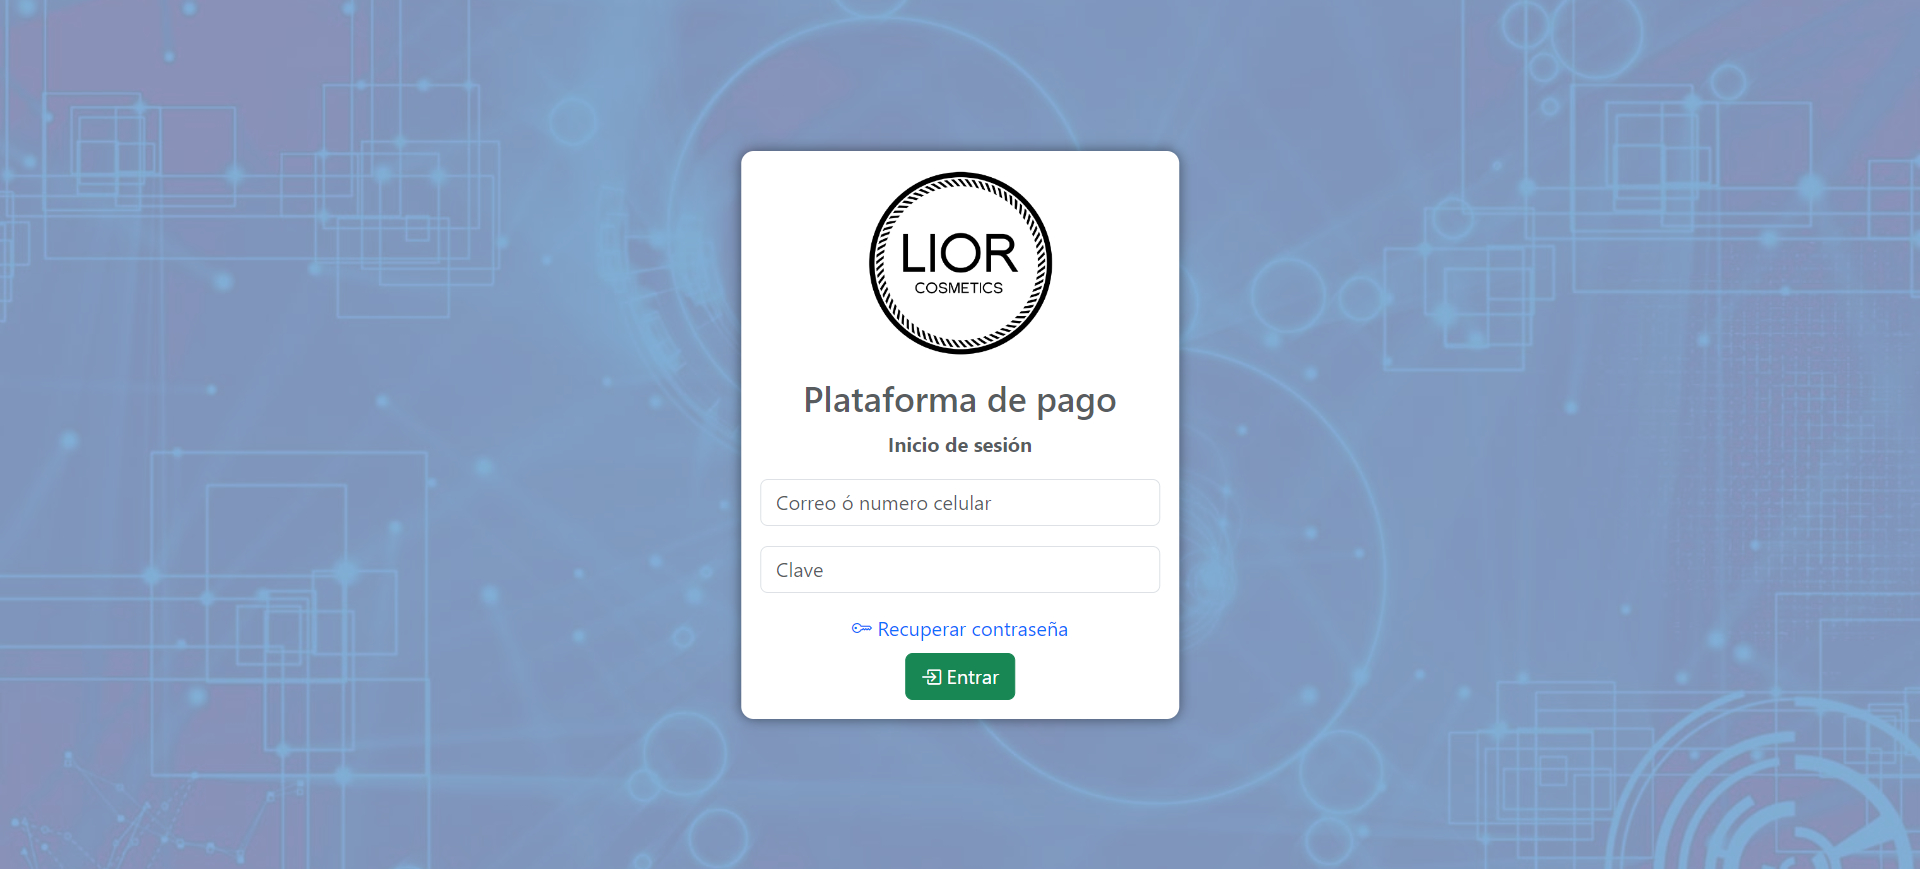 LIOR
COSMETICS
Plataforma de pago
Inicio de sesión
Correo ó numero celular
Clave
Recuperar contraseña
Entrar